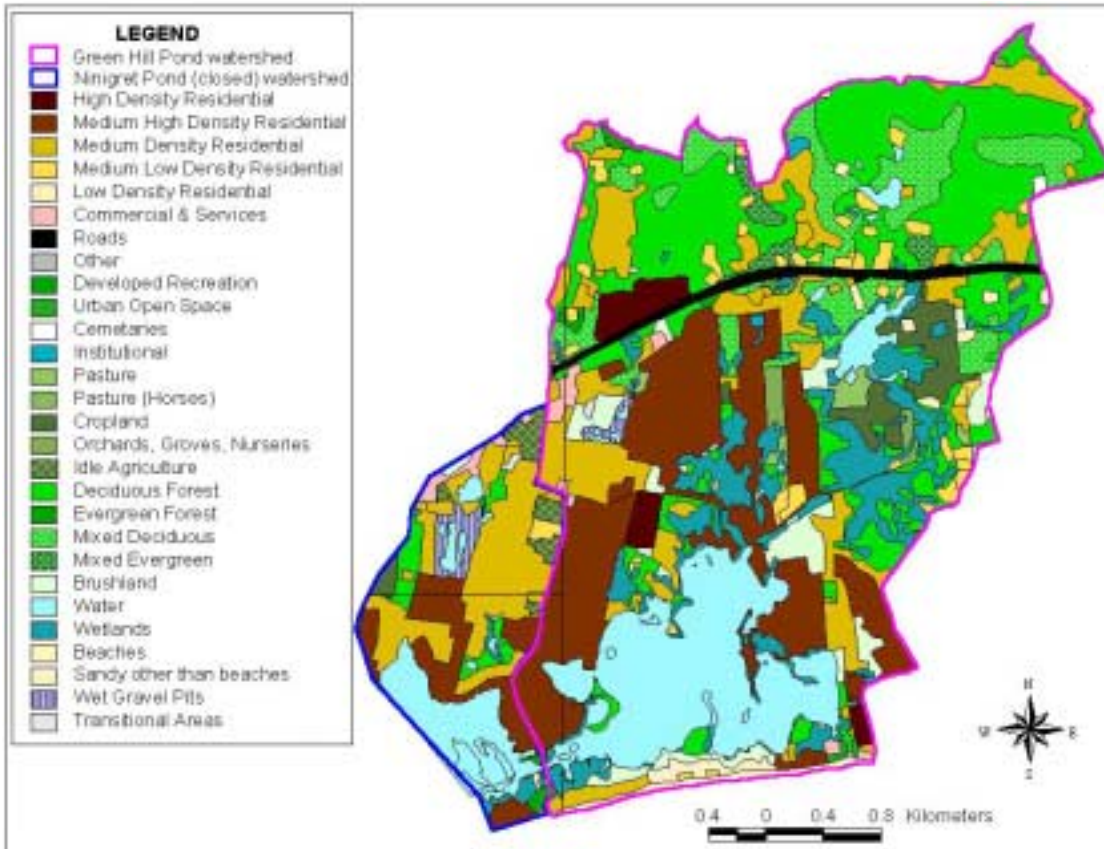 LEGEND
Green Hill Pond watershed
Ninigret Pond (closed) watershed
High Density Residential
Medium High Density Residential
Medium Density Residential
Medium Low Density Residential
Low Density Residential
Commercial & Services
Roads
Other
Developed Recreation
Urban Open Space
Cemetaries
Institutional
Pasture
Pasture (Horses)
Cropland
Orchards, Groves, Nurseries
Idle Agriculture
Deciduous Forest
Evergreen Forest
Mixed Deciduous
Mixed Evergreen
Brushland
Water
Wetlands
Beaches
Sandy other than beaches
Wet Gravel Pits
Transitional Areas
N
W E
S
0.4 0 0.4 0.8 Kilometers